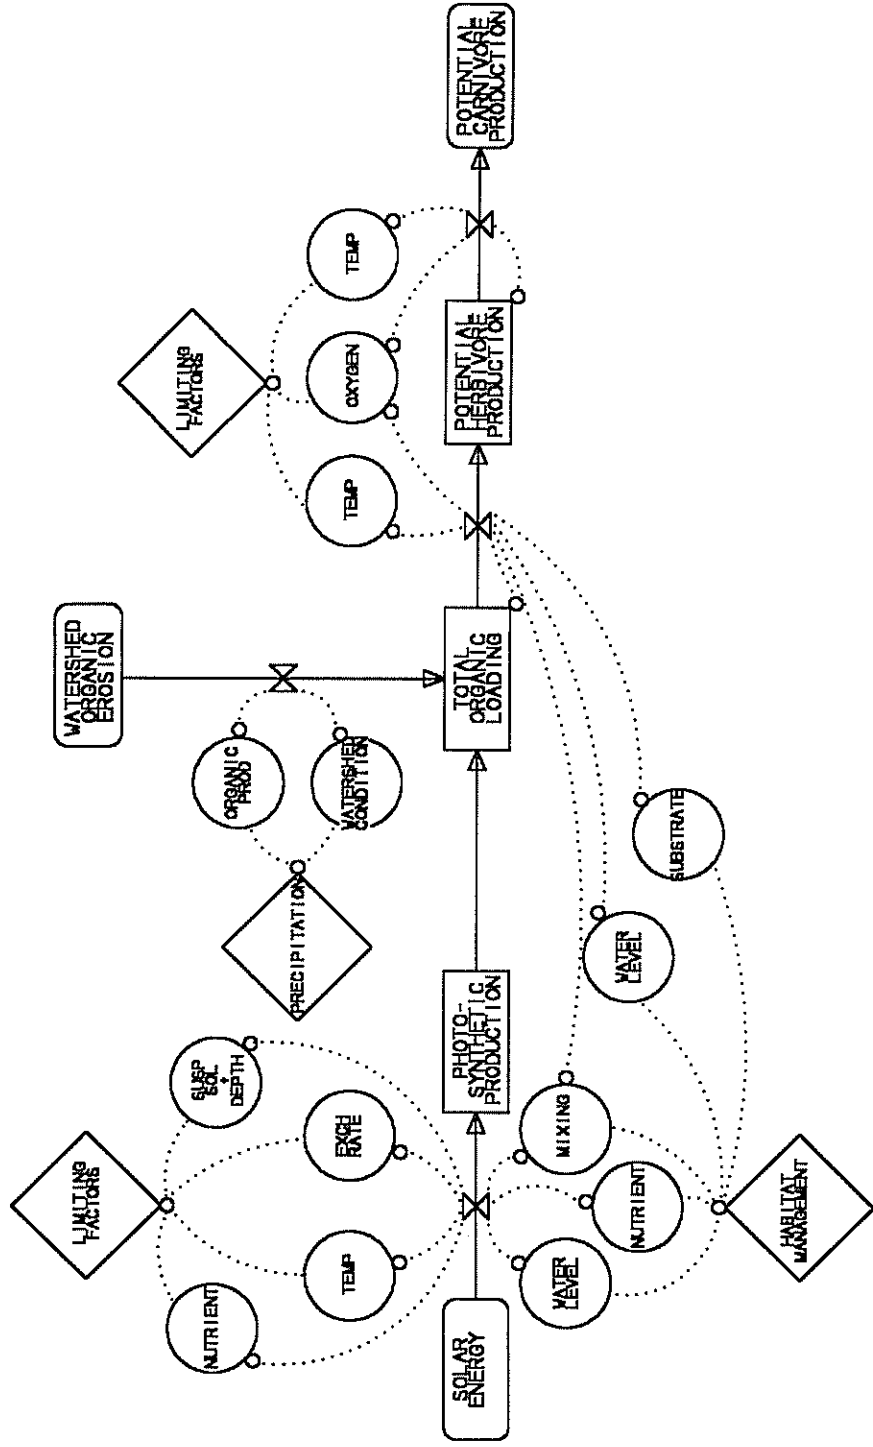 LIMITING
FACTORS
NUTRIENT
SUSP
SOL
+
DEPTH
TEMP
EXCH
RATE
SOLAR
ENERGY
PHOTO-
SYNTHETIC
PRODUCTION
WATER
LEVEL
NUTRIENT
MIXING
HABITAT
MANAGEMENT
PRECIPITATION
ORGANIC
PROD
WATERSHED
CONDITION
WATERSHED
ORGANIC
EROSION
TOTAL
ORGANIC
LOADING
WATER
LEVEL
SUBSTRATE
LIMITING
FACTORS
TEMP
OXYGEN
TEMP
POTENTIAL
HERBIVORE
PRODUCTION
POTENTIAL
CARNIVORE
PRODUCTION